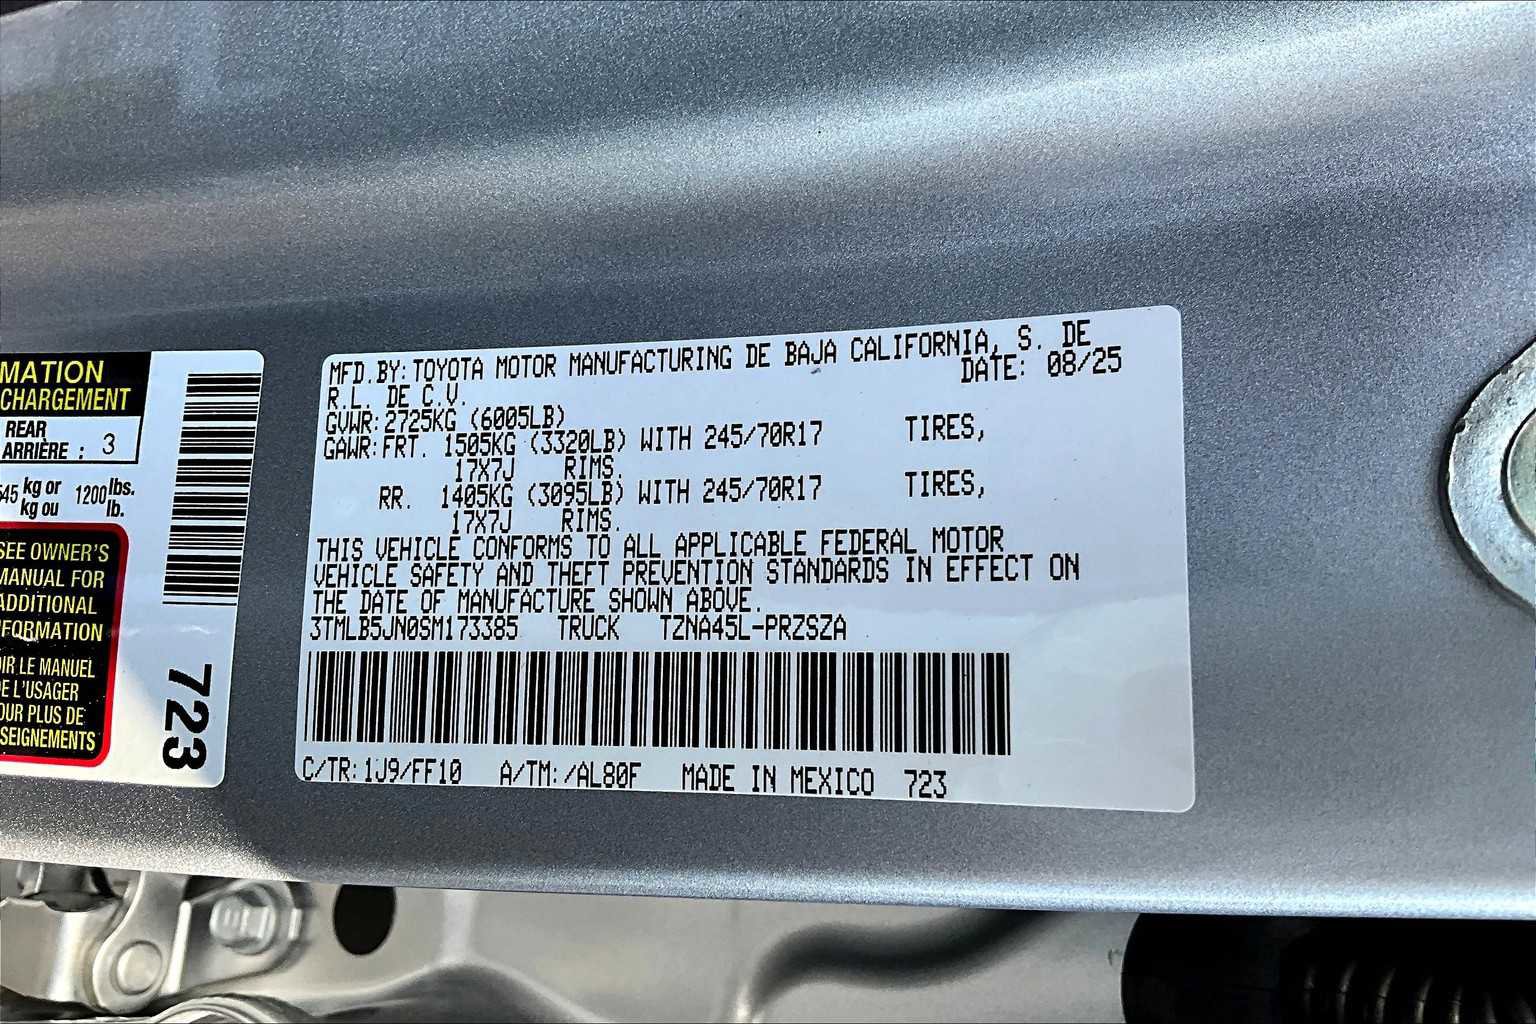 MATION
CHARGEMENT
REAR
ARRIÈRE : 3
545 kg or 1200 lbs.
kg ou lb.
SEE OWNER'S
MANUAL FOR
ADDITIONAL
FORMATION
OIR LE MANUEL
DE L'USAGER
OUR PLUS DE
SEIGNEMENTS
723
MFD.BY: TOYOTA MOTOR MANUFACTURING DE BAJA CALIFORNIA, S. DE
R.L. DE C.V. DATE: 08/25
GVWR: 2725KG (6005LB)
GAWR: FRT. 1505KG (3320LB) WITH 245/70R17 TIRES,
17X7J RIMS.
RR. 1405KG (3095LB) WITH 245/70R17 TIRES,
17X7J RIMS.
THIS VEHICLE CONFORMS TO ALL APPLICABLE FEDERAL MOTOR
VEHICLE SAFETY AND THEFT PREVENTION STANDARDS IN EFFECT ON
THE DATE OF MANUFACTURE SHOWN ABOVE.
3TMLB5JN0SM173385 TRUCK TZNA45L-PRZSZA
C/TR: 1J9/FF10 A/TM: /AL80F MADE IN MEXICO 723